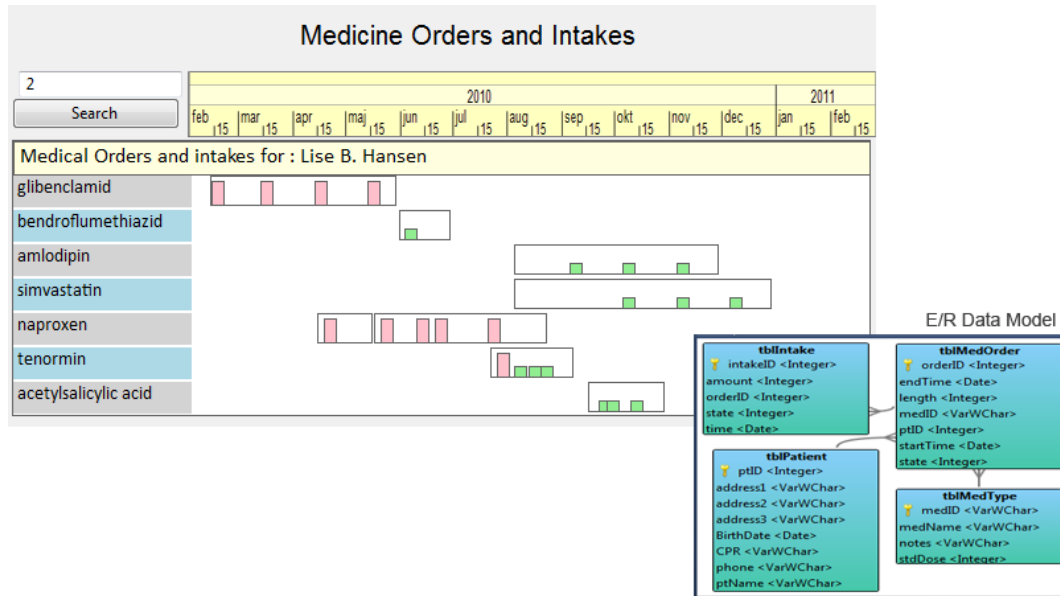 Medicine Orders and Intakes
2
Search
2010 2011
feb 15 mar 15 apr 15 maj 15 jun 15 jul 15 aug 15 sep 15 okt 15 nov 15 dec 15 jan 15 feb 15
Medical Orders and intakes for : Lise B. Hansen
glibenclamid
bendroflumethiazid
amlodipin
simvastatin
naproxen
tenormin
acetylsalicylic acid
E/R Data Model
tblIntake
intakeID <Integer>
amount <Integer>
orderID <Integer>
state <Integer>
time <Date>
tblMedOrder
orderID <Integer>
endTime <Date>
length <Integer>
medID <VarWChar>
ptID <Integer>
startTime <Date>
state <Integer>
tblPatient
ptID <Integer>
address1 <VarWChar>
address2 <VarWChar>
address3 <VarWChar>
BirthDate <Date>
CPR <VarWChar>
phone <VarWChar>
ptName <VarWChar>
tblMedType
medID <VarWChar>
medName <VarWChar>
notes <VarWChar>
stdDose <Integer>